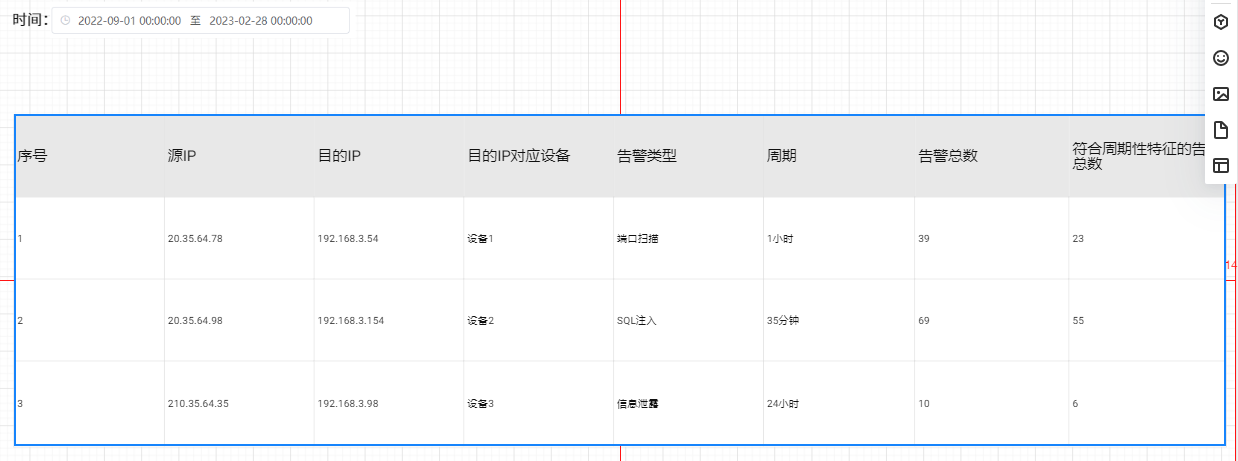 时间：
2022-09-01 00:00:00 至 2023-02-28 00:00:00
序号 源IP 目的IP 目的IP对应设备 告警类型 周期 告警总数 符合周期性特征的告
总数
1 20.35.64.78 192.168.3.54 设备1 端口扫描 1小时 39 23
14
2 20.35.64.98 192.168.3.154 设备2 SQL注入 35分钟 69 55
3 210.35.64.35 192.168.3.98 设备3 信息泄露 24小时 10 6